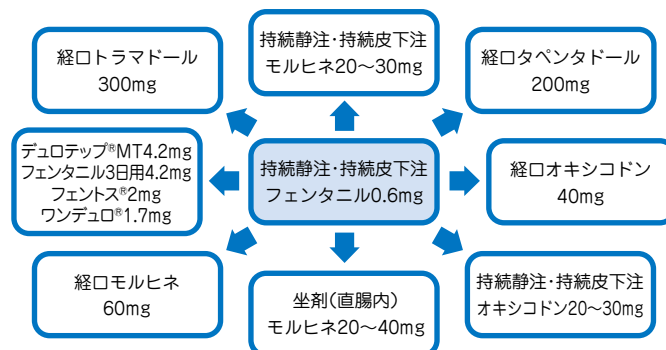 経口トラマドール
300mg
持続静注・持続皮下注
モルヒネ20〜30mg
経口タペンタドール
200mg
デュロテップ®MT4.2mg
フェンタニル3日用4.2mg
フェントス®2mg
ワンデュロ®1.7mg
持続静注・持続皮下注
フェンタニル0.6mg
経口オキシコドン
40mg
経口モルヒネ
60mg
坐剤(直腸内)
モルヒネ20〜40mg
持続静注・持続皮下注
オキシコドン20〜30mg